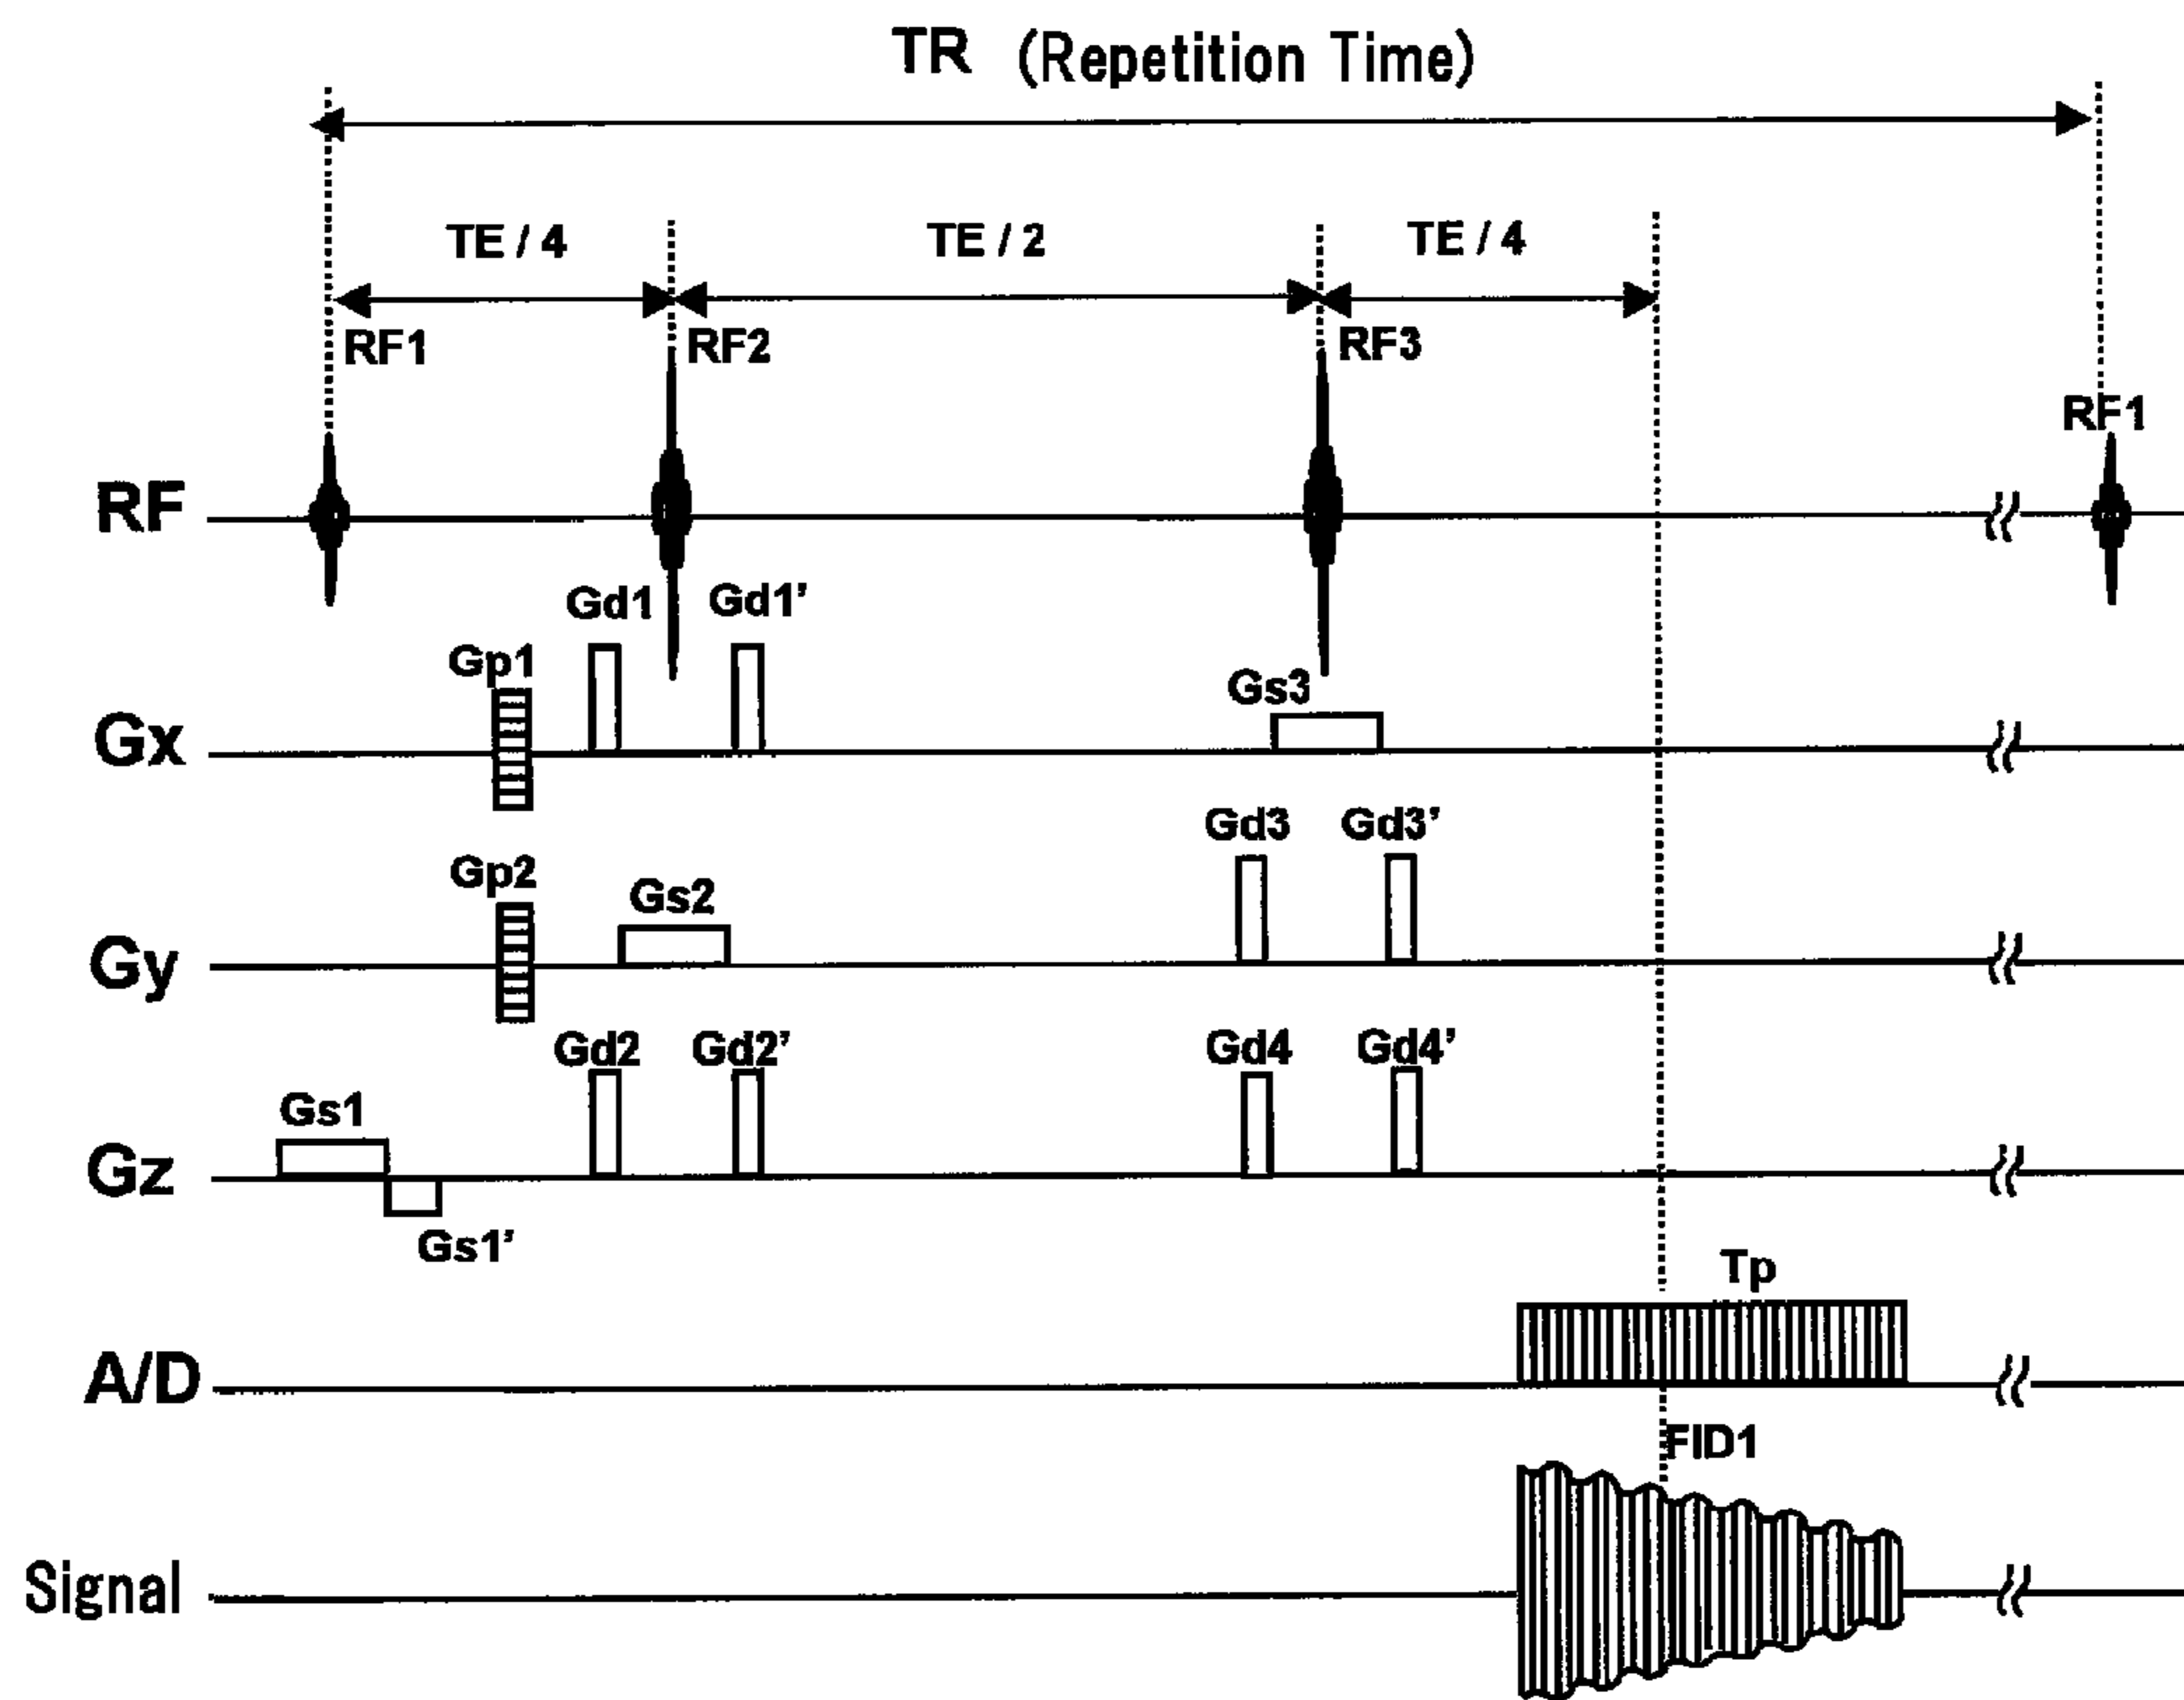 TR (Repetition Time)
TE / 4 TE / 2 TE / 4
RF1 RF2 RF3
RF1
RF
Gd1 Gd1’
Gp1 Gs3
Gx
Gd3 Gd3’
Gp2 Gs2
Gy
Gd2 Gd2’ Gd4 Gd4’
Gs1
Gz
Gs1’
Tp
A/D
FID1
Signal